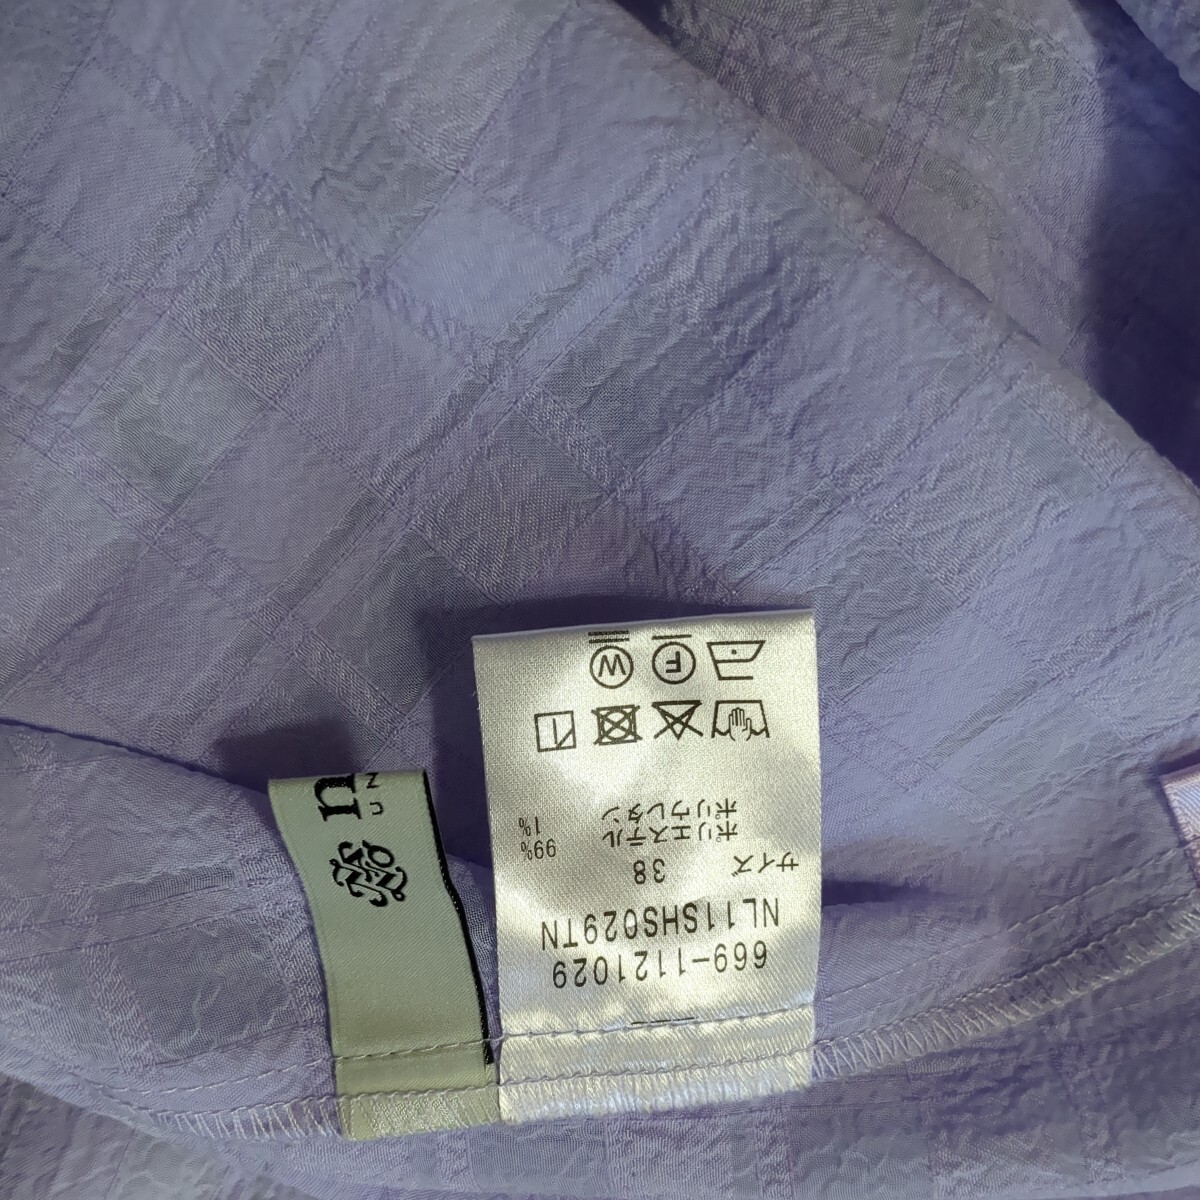 669-1121029
NL11SHS029TN
サイズ 38
ポリエステル 99%
ポリウレタン 1%
F
W
n
UN